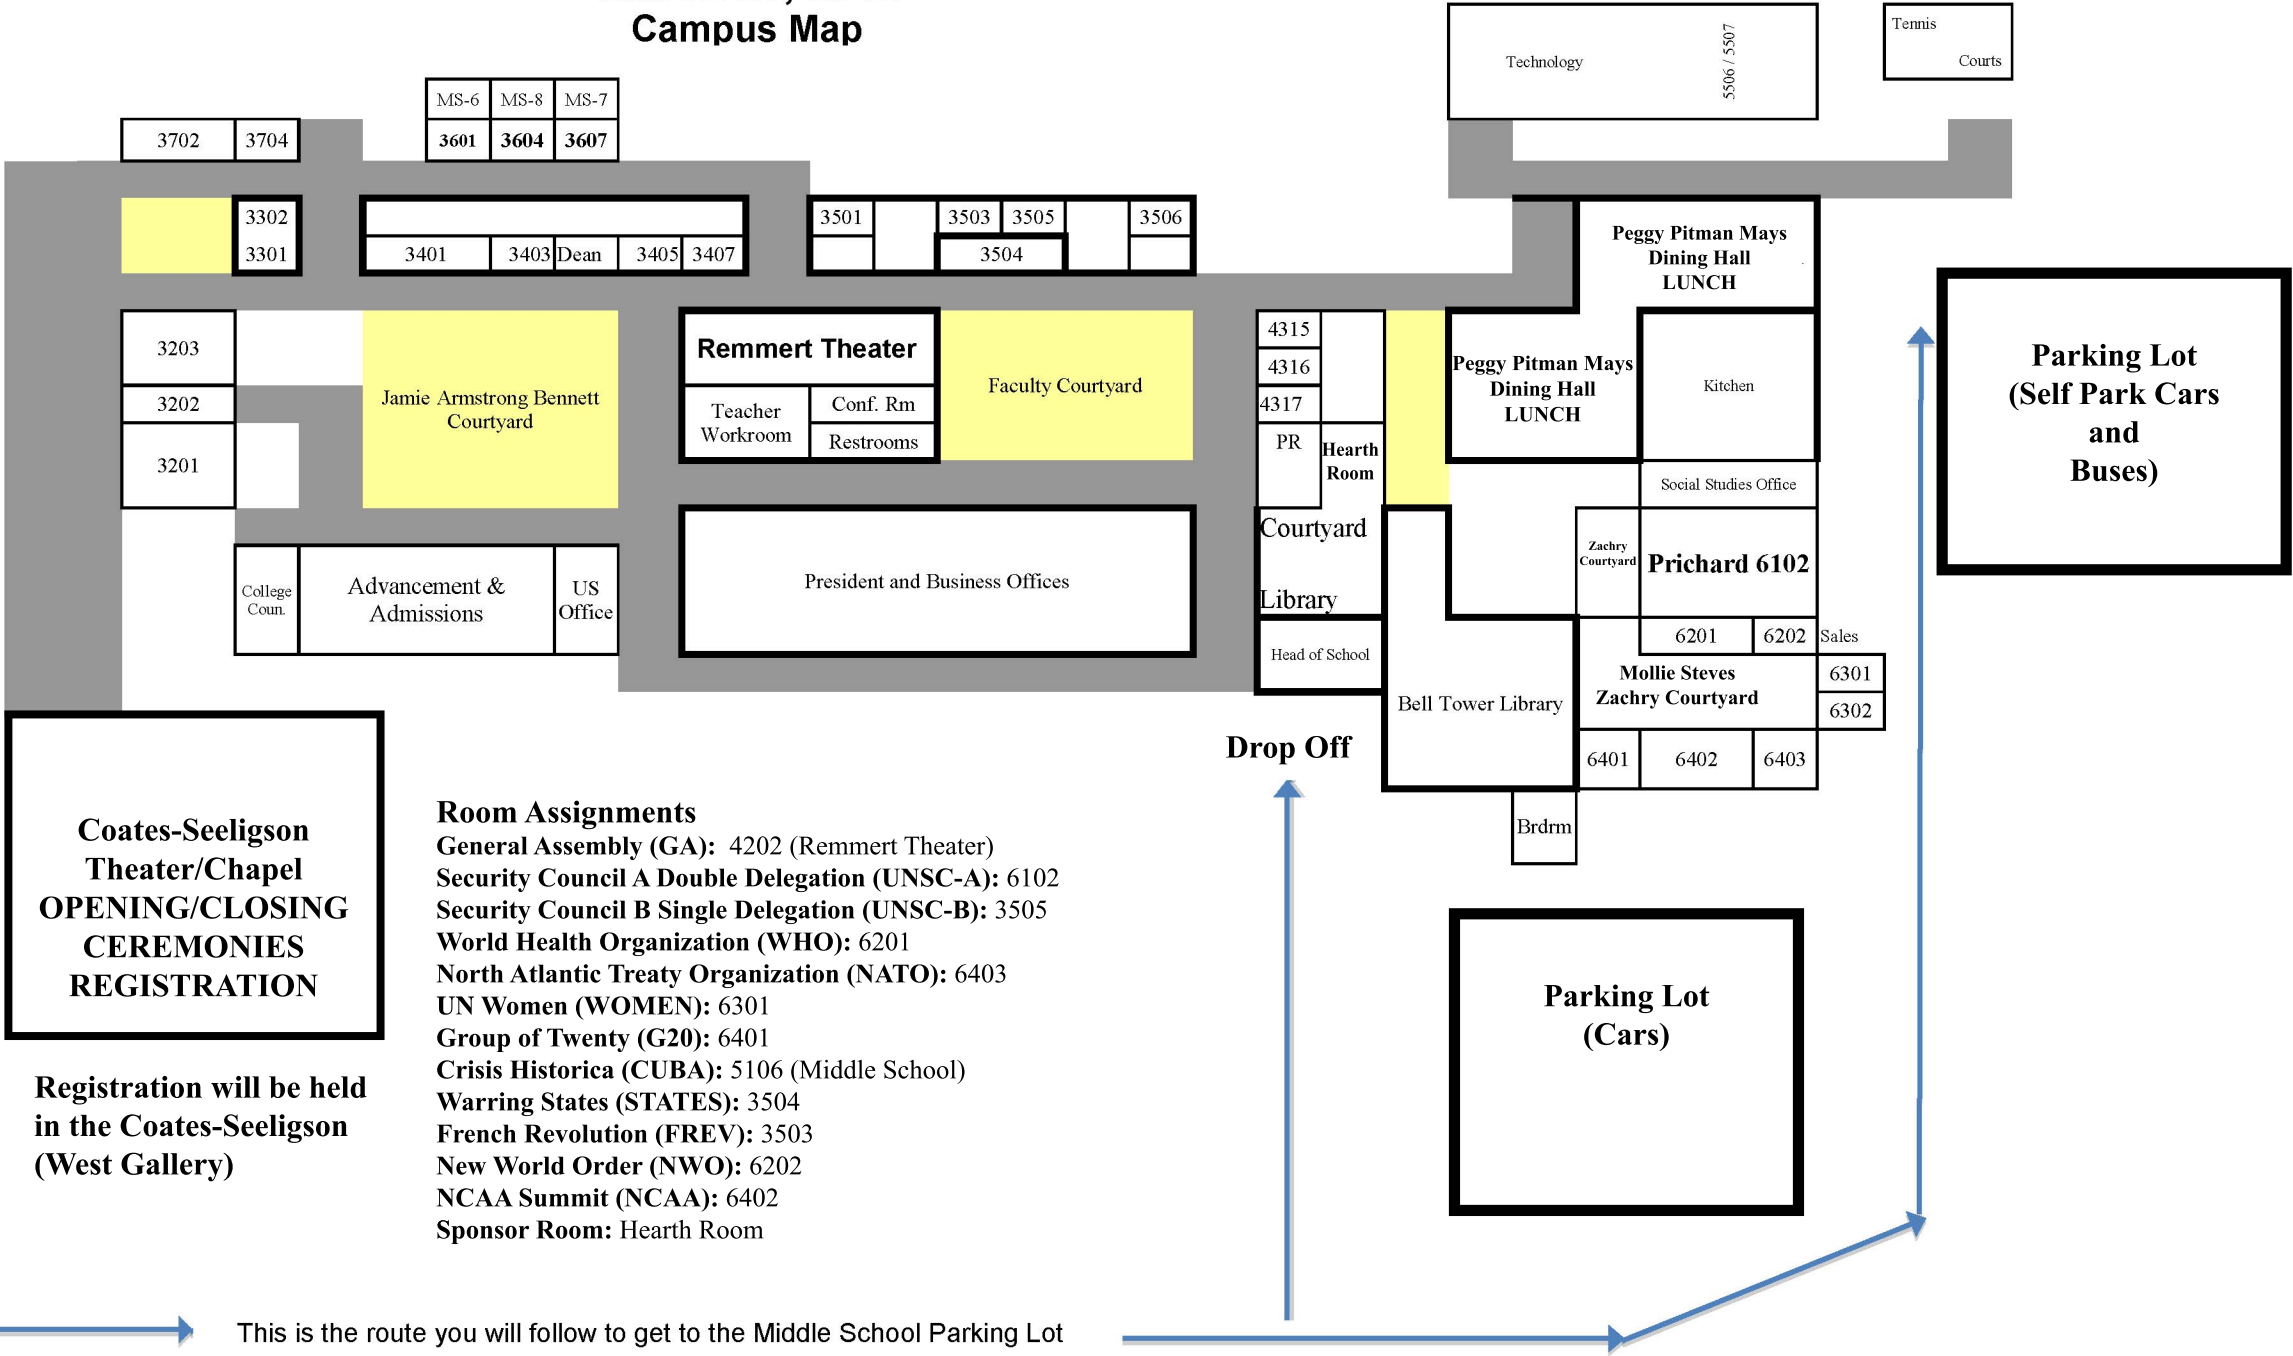 Campus Map
Technology
5506 / 5507
Tennis
Courts
MS-6
MS-8
MS-7
3702
3704
3601
3604
3607
3302
3301
3401
3403
Dean
3405
3407
3501
3503
3505
3506
3504
Peggy Pitman Mays
Dining Hall
LUNCH
3203
3202
3201
Jamie Armstrong Bennett
Courtyard
Remmert Theater
Teacher
Workroom
Conf. Rm
Restrooms
Faculty Courtyard
4315
4316
4317
PR
Hearth
Room
Peggy Pitman Mays
Dining Hall
LUNCH
Kitchen
Parking Lot
(Self Park Cars
and
Buses)
Social Studies Office
Courtyard
Library
Zachry
Courtyard
Prichard 6102
College
Coun.
Advancement &
Admissions
US
Office
President and Business Offices
Head of School
6201
6202
Sales
Mollie Steves
Zachry Courtyard
6301
6302
Bell Tower Library
6401
6402
6403
Drop Off
Brdrm
Coates-Seeligson
Theater/Chapel
OPENING/CLOSING
CEREMONIES
REGISTRATION
Registration will be held
in the Coates-Seeligson
(West Gallery)
Room Assignments
General Assembly (GA): 4202 (Remmert Theater)
Security Council A Double Delegation (UNSC-A): 6102
Security Council B Single Delegation (UNSC-B): 3505
World Health Organization (WHO): 6201
North Atlantic Treaty Organization (NATO): 6403
UN Women (WOMEN): 6301
Group of Twenty (G20): 6401
Crisis Historica (CUBA): 5106 (Middle School)
Warring States (STATES): 3504
French Revolution (FREV): 3503
New World Order (NWO): 6202
NCAA Summit (NCAA): 6402
Sponsor Room: Hearth Room
Parking Lot
(Cars)
This is the route you will follow to get to the Middle School Parking Lot